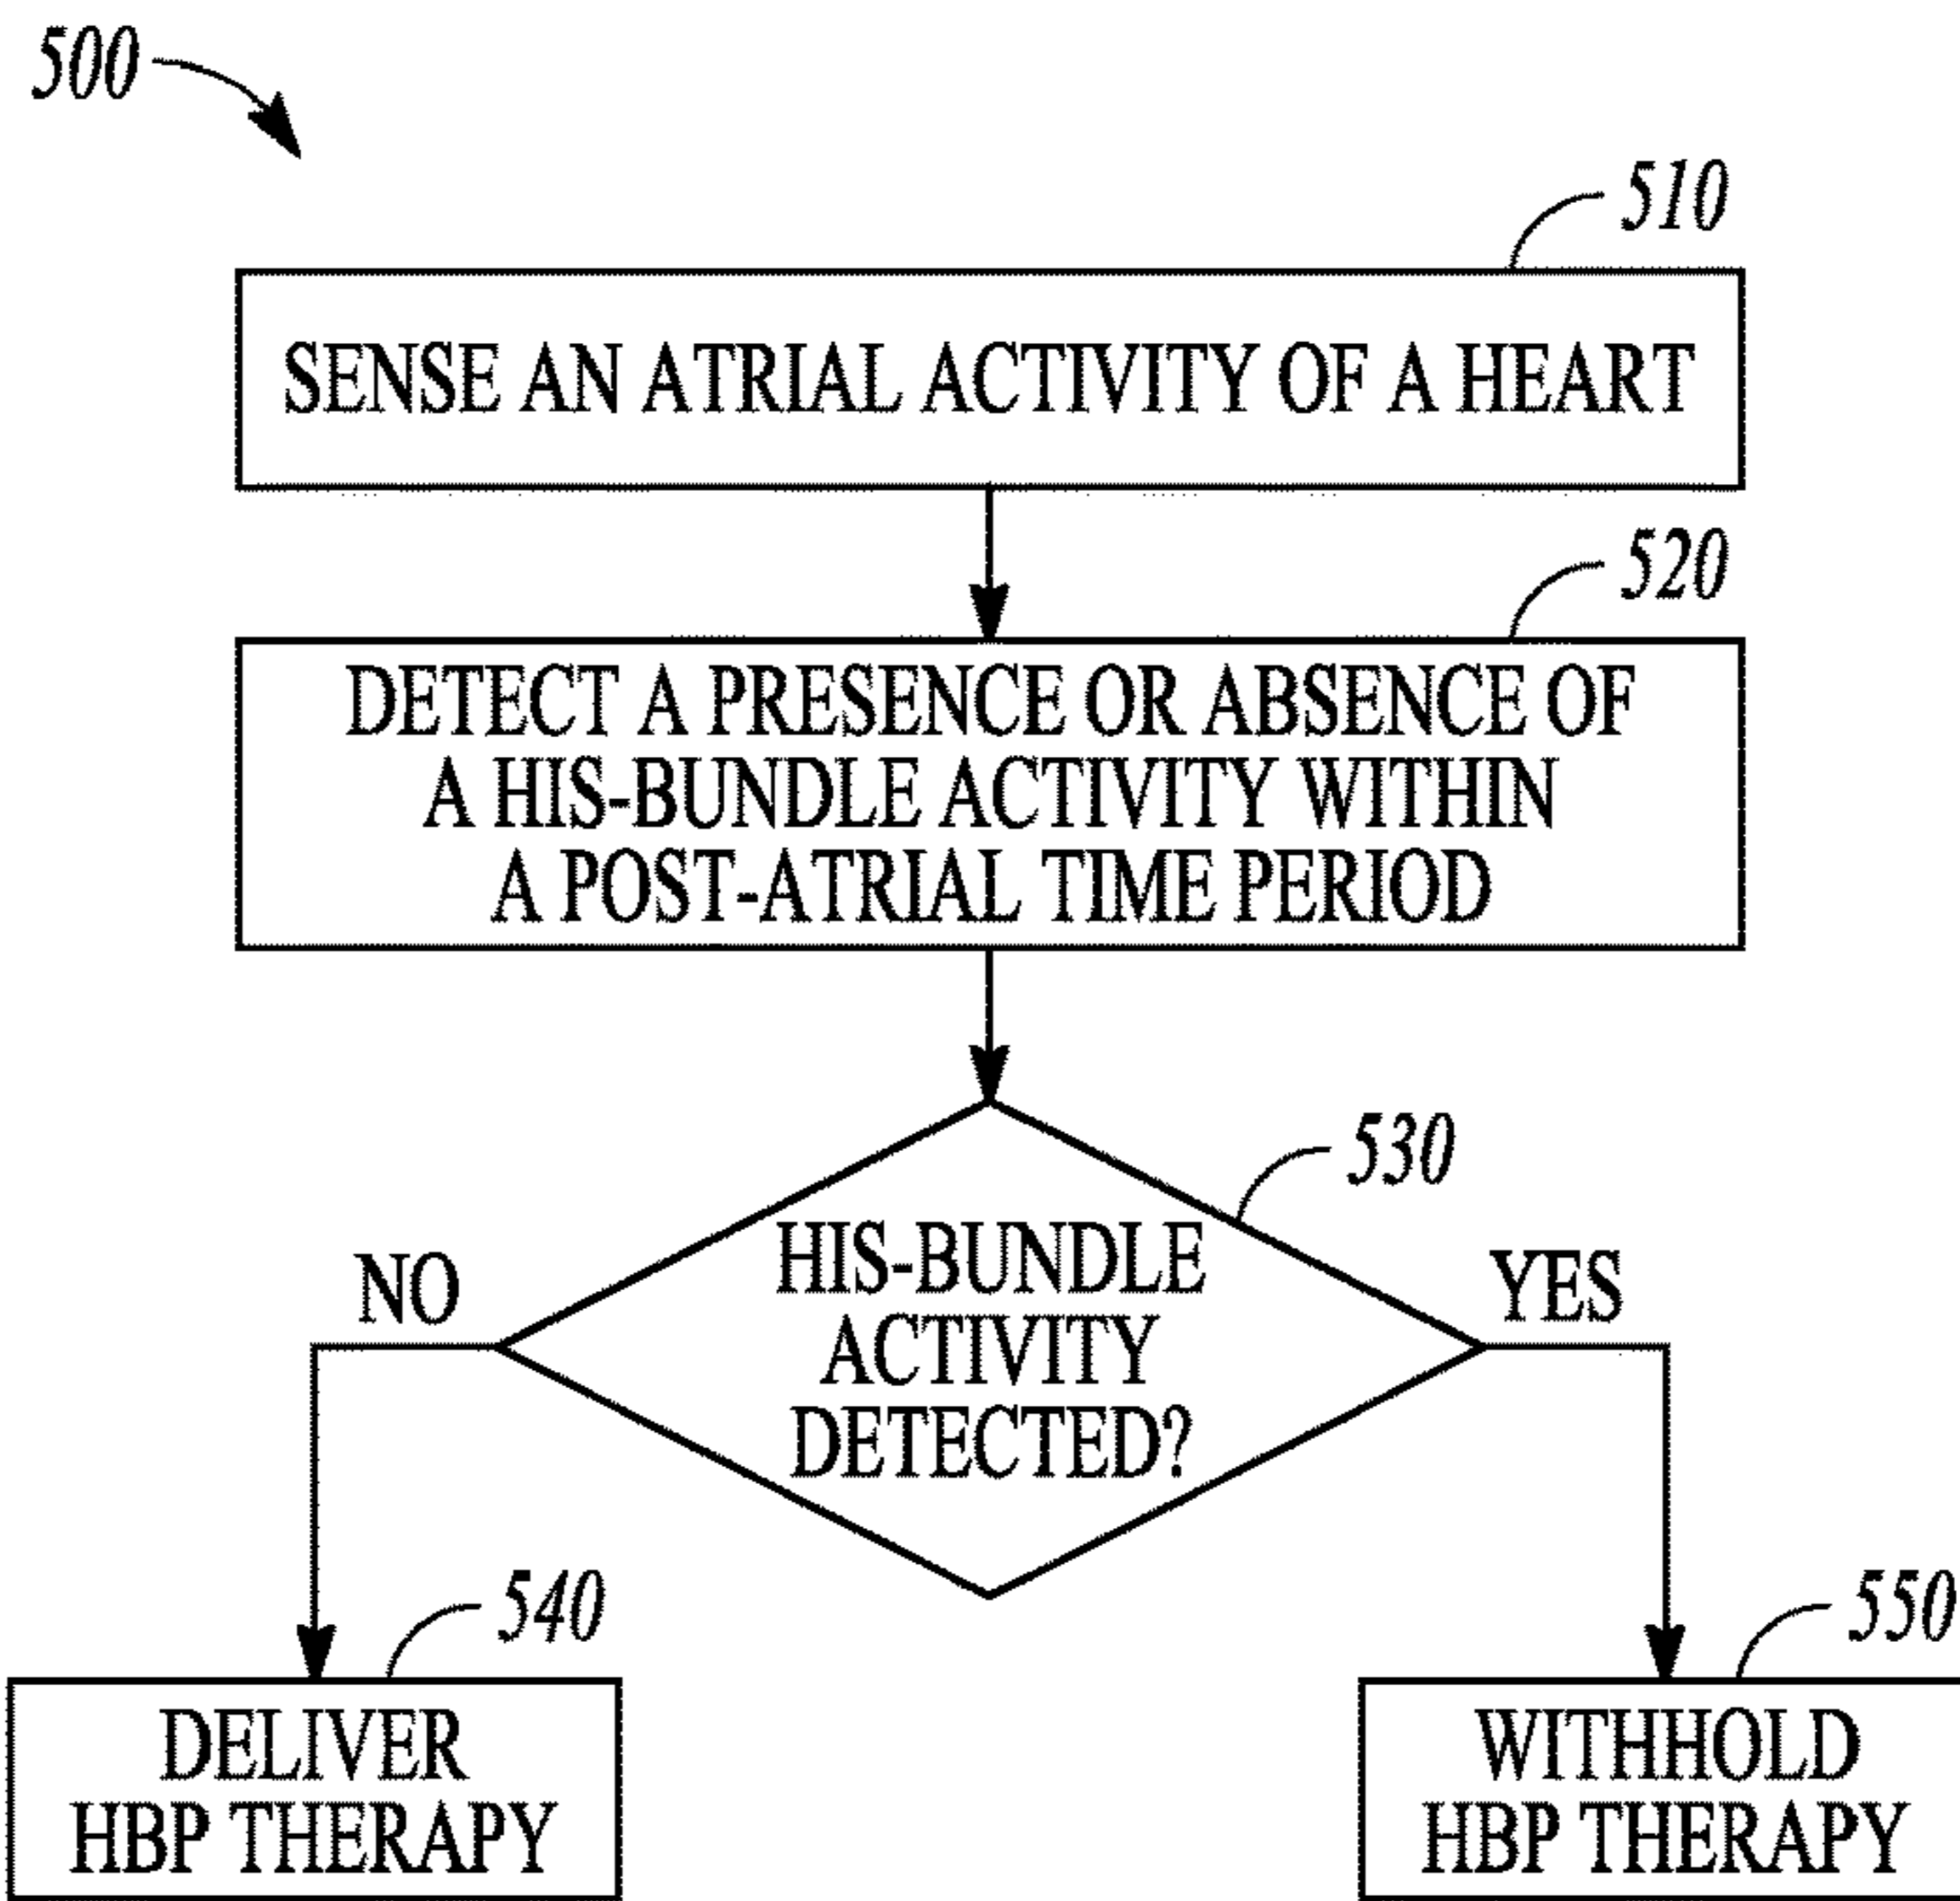 500
510
SENSE AN ATRIAL ACTIVITY OF A HEART
520
DETECT A PRESENCE OR ABSENCE OF
A HIS-BUNDLE ACTIVITY WITHIN
A POST-ATRIAL TIME PERIOD
530
HIS-BUNDLE
ACTIVITY
DETECTED?
NO
YES
540
DELIVER
HBP THERAPY
550
WITHHOLD
HBP THERAPY